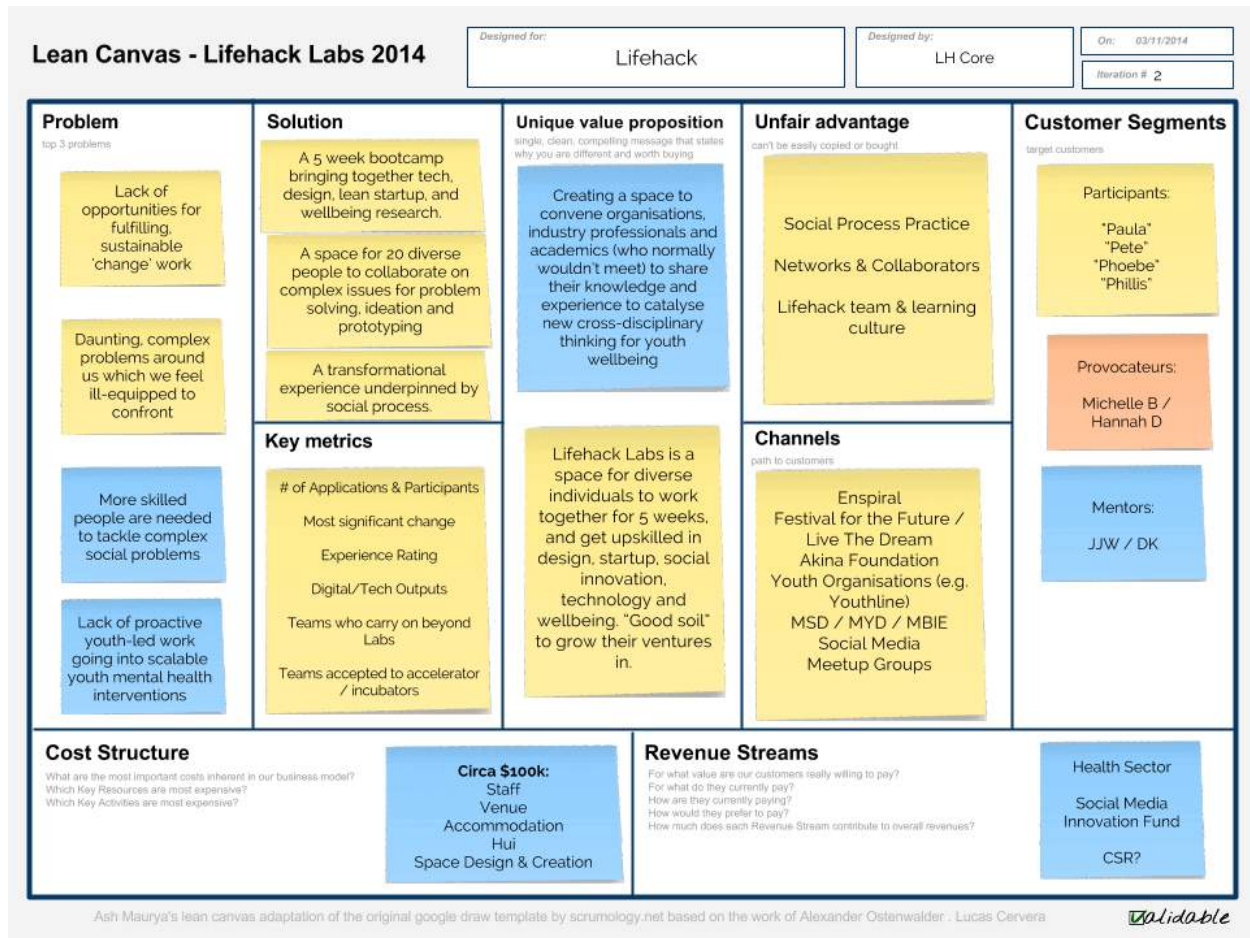 Lean Canvas - Lifehack Labs 2014
Designed for:
Lifehack
Designed by:
LH Core
On: 03/11/2014
Iteration # 2
Problem
top 3 problems
Lack of
opportunities for
fulfilling,
sustainable
'change' work
Daunting, complex
problems around
us which we feel
ill-equipped to
confront
More skilled
people are needed
to tackle complex
social problems
Lack of proactive
youth-led work
going into scalable
youth mental health
interventions
Solution
A 5 week bootcamp
bringing together tech,
design, lean startup, and
wellbeing research.
A space for 20 diverse
people to collaborate on
complex issues for problem
solving, ideation and
prototyping
A transformational
experience underpinned by
social process.
Key metrics
# of Applications & Participants
Most significant change
Experience Rating
Digital/Tech Outputs
Teams who carry on beyond
Labs
Teams accepted to accelerator
/ incubators
Unique value proposition
single, clean, compelling message that states
why you are different and worth buying
Creating a space to
convene organisations,
industry professionals and
academics (who normally
wouldn't meet) to share
their knowledge and
experience to catalyse
new cross-disciplinary
thinking for youth
wellbeing
Lifehack Labs is a
space for diverse
individuals to work
together for 5 weeks,
and get upskilled in
design, startup, social
innovation,
technology and
wellbeing. "Good soil"
to grow their ventures
in.
Unfair advantage
can't be easily copied or bought
Social Process Practice
Networks & Collaborators
Lifehack team & learning
culture
Channels
path to customers
Enspiral
Festival for the Future /
Live The Dream
Akina Foundation
Youth Organisations (e.g.
Youthline)
MSD / MYD / MBIE
Social Media
Meetup Groups
Customer Segments
target customers
Participants:
"Paula"
"Pete"
"Phoebe"
"Phillis"
Provocateurs:
Michelle B /
Hannah D
Mentors:
JJW / DK
Cost Structure
What are the most important costs inherent in our business model?
Which Key Resources are most expensive?
Which Key Activities are most expensive?
Circa $100k:
Staff
Venue
Accommodation
Hui
Space Design & Creation
Revenue Streams
For what value are our customers really willing to pay?
For what do they currently pay?
How are they currently paying?
How would they prefer to pay?
How much does each Revenue Stream contribute to overall revenues?
Health Sector
Social Media
Innovation Fund
CSR?
Ash Maurya's lean canvas adaptation of the original google draw template by scrumology.net based on the work of Alexander Ostenwalder . Lucas Cervera
Validable